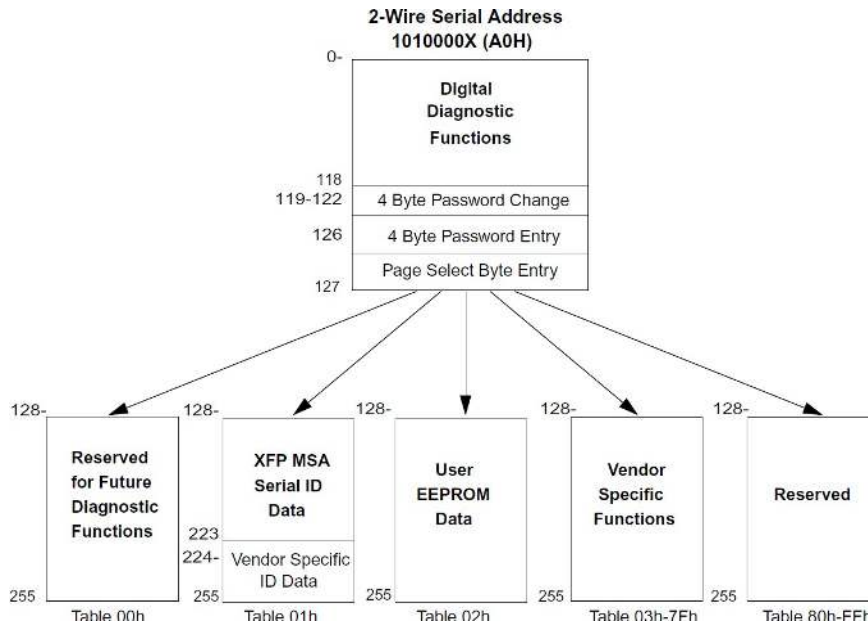 2-Wire Serial Address
1010000X (A0H)
0-
Digital
Diagnostic
Functions
118
119-122
4 Byte Password Change
126
4 Byte Password Entry
Page Select Byte Entry
127
128-
Reserved
for Future
Diagnostic
Functions
255
Table 00h
128-
XFP MSA
Serial ID
Data
223
224-
Vendor Specific
ID Data
255
Table 01h
128-
User
EEPROM
Data
255
Table 02h
128-
Vendor
Specific
Functions
255
Table 03h-7Fh
128-
Reserved
255
Table 80h-FFh